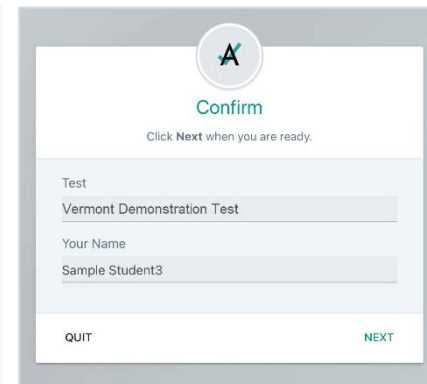 Confirm
Click Next when you are ready.
Test
Vermont Demonstration Test
Your Name
Sample Student3
QUIT NEXT